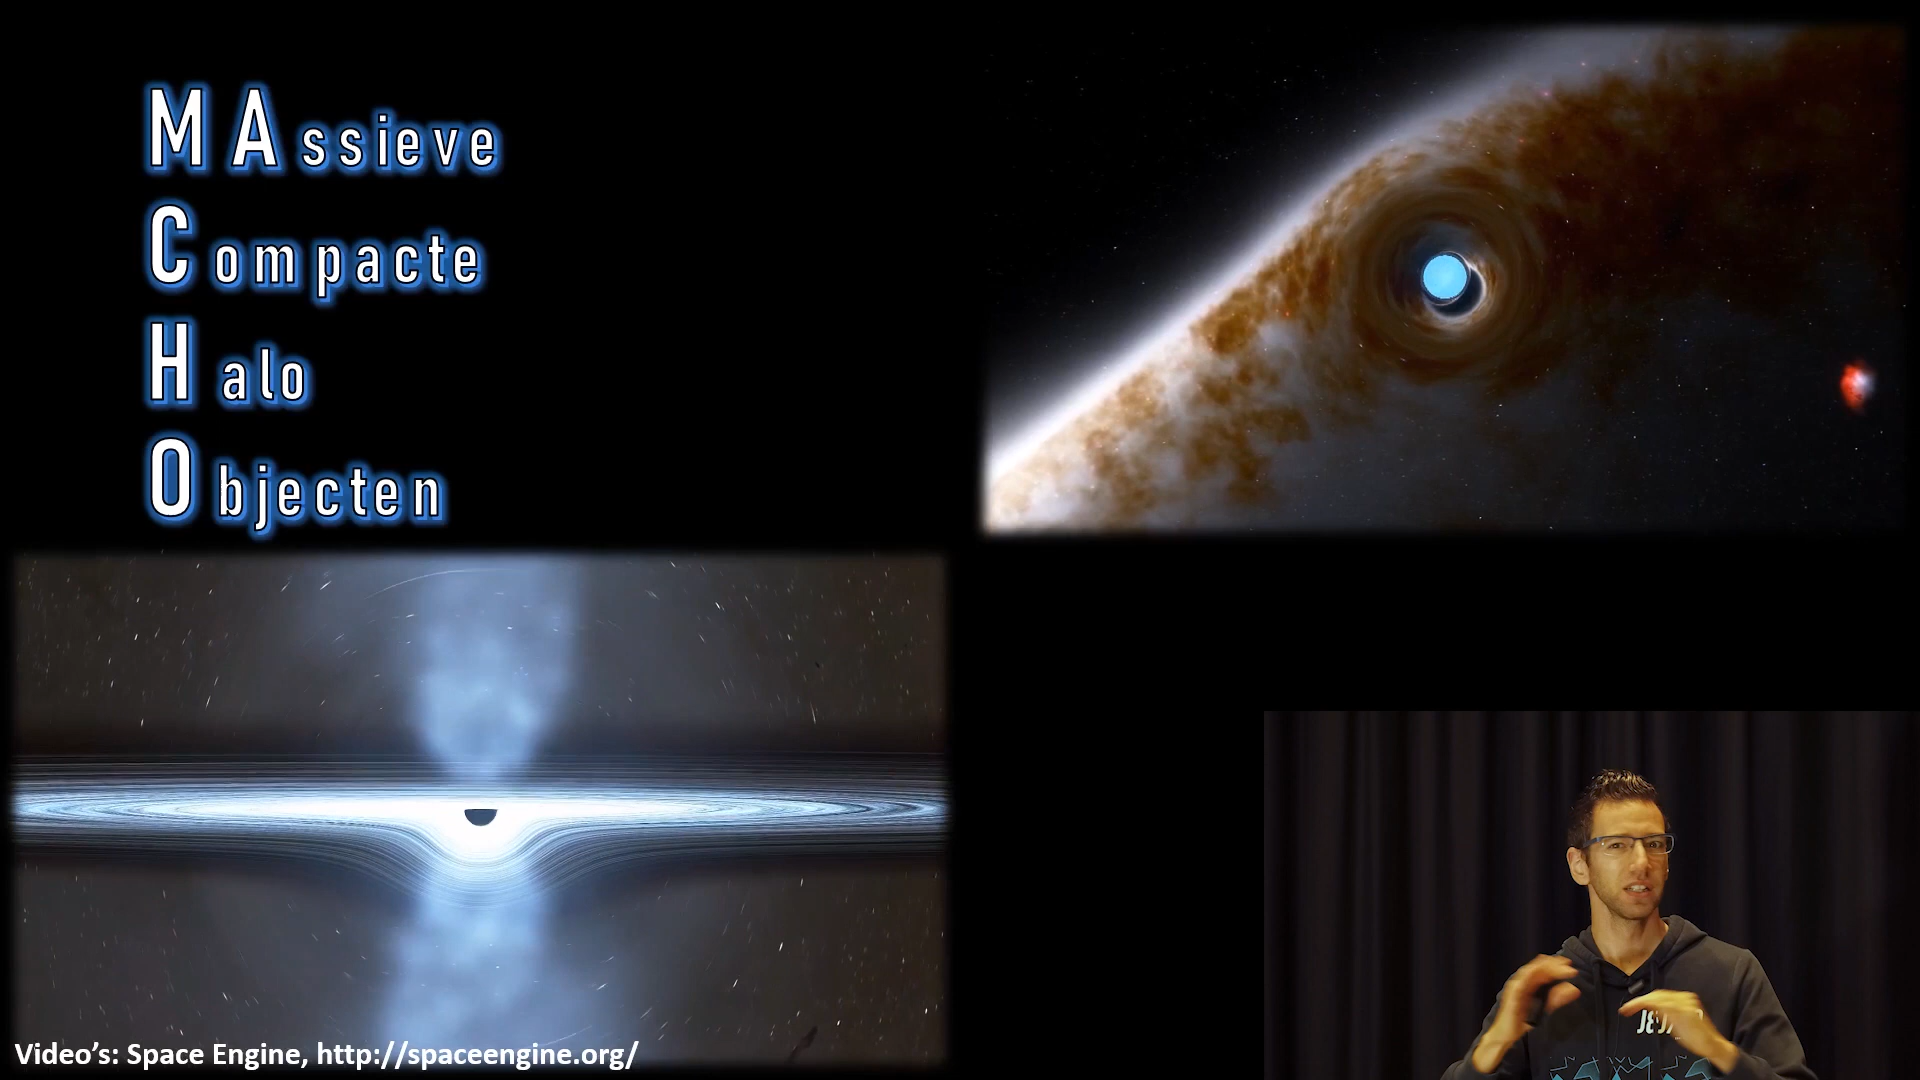 MAssieve
Compacte
Halo
Objecten
Video's: Space Engine, http://spaceengine.org/